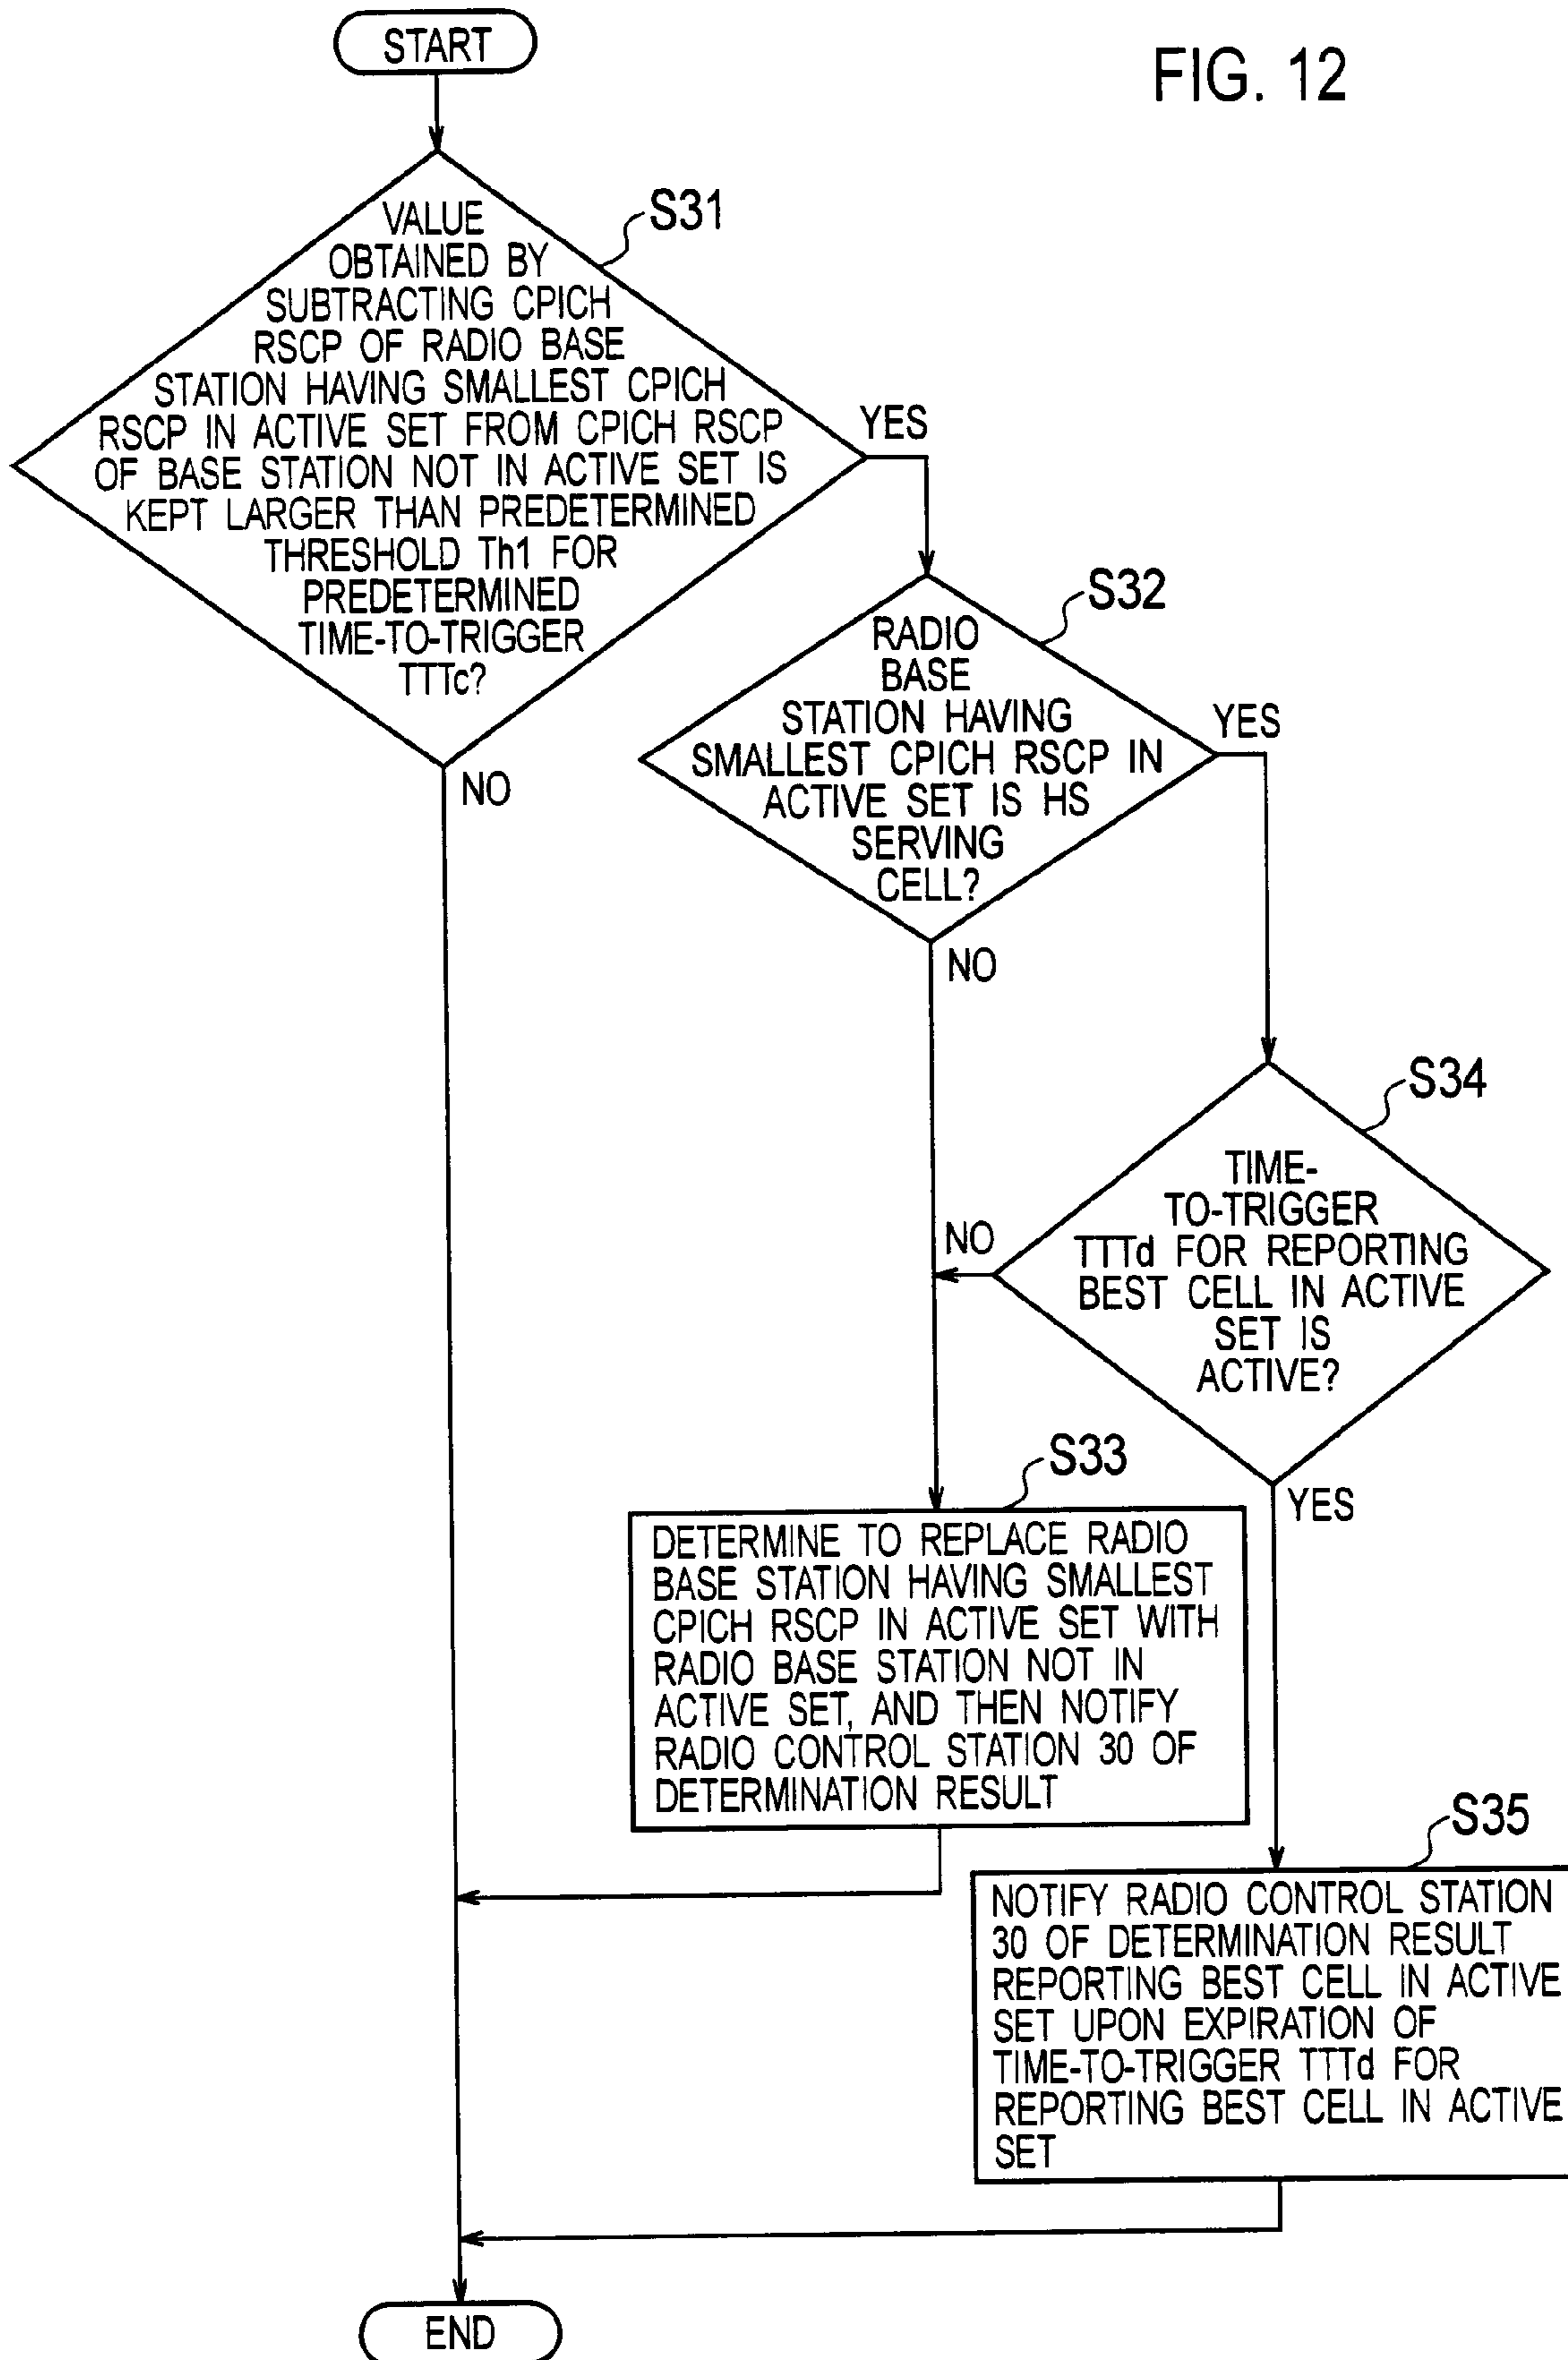 START
FIG. 12
S31
VALUE
OBTAINED BY
SUBTRACTING CPICH
RSCP OF RADIO BASE
STATION HAVING SMALLEST CPICH
RSCP IN ACTIVE SET FROM CPICH RSCP
OF BASE STATION NOT IN ACTIVE SET IS
KEPT LARGER THAN PREDETERMINED
THRESHOLD Th1 FOR
PREDETERMINED
TIME-TO-TRIGGER
TTTc?
YES
NO
S32
RADIO
BASE
STATION HAVING
SMALLEST CPICH RSCP IN
ACTIVE SET IS HS
SERVING
CELL?
YES
NO
S34
TIME-
TO-TRIGGER
TTTd FOR REPORTING
BEST CELL IN ACTIVE
SET IS
ACTIVE?
NO
YES
S33
DETERMINE TO REPLACE RADIO
BASE STATION HAVING SMALLEST
CPICH RSCP IN ACTIVE SET WITH
RADIO BASE STATION NOT IN
ACTIVE SET, AND THEN NOTIFY
RADIO CONTROL STATION 30 OF
DETERMINATION RESULT
S35
NOTIFY RADIO CONTROL STATION
30 OF DETERMINATION RESULT
REPORTING BEST CELL IN ACTIVE
SET UPON EXPIRATION OF
TIME-TO-TRIGGER TTTd FOR
REPORTING BEST CELL IN ACTIVE
SET
END